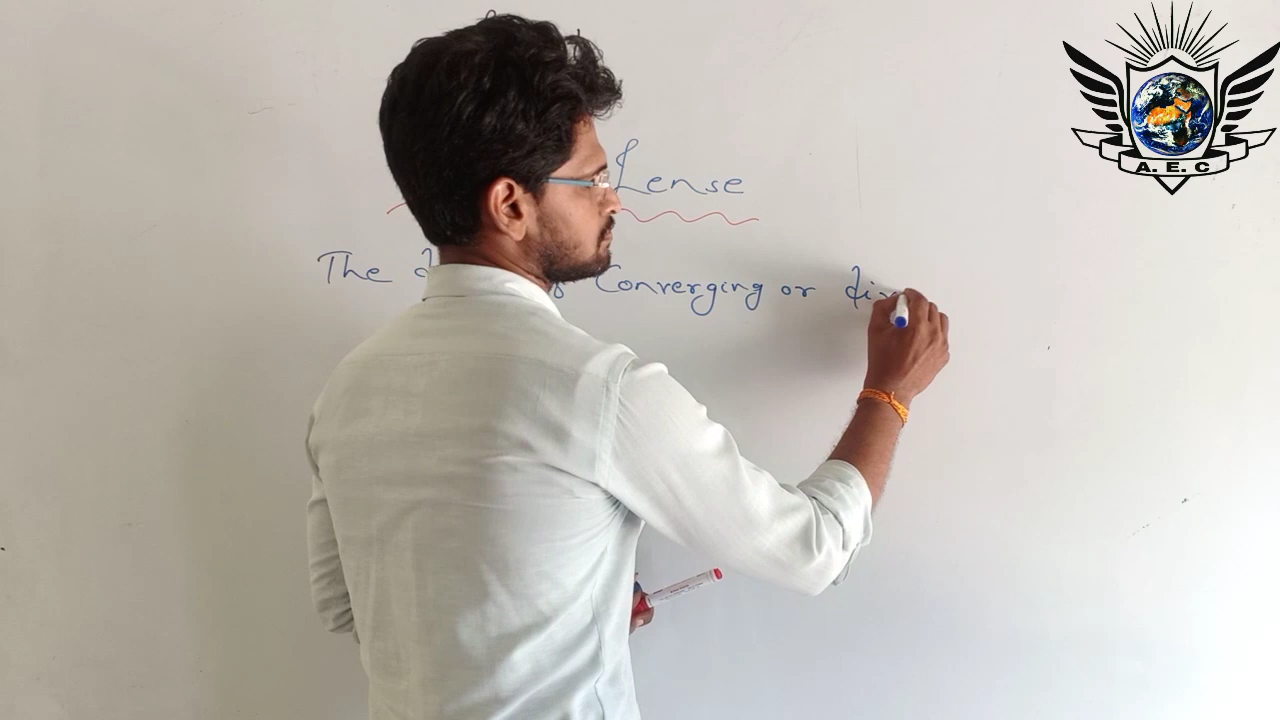 Lense
The Converging or
A. E. C